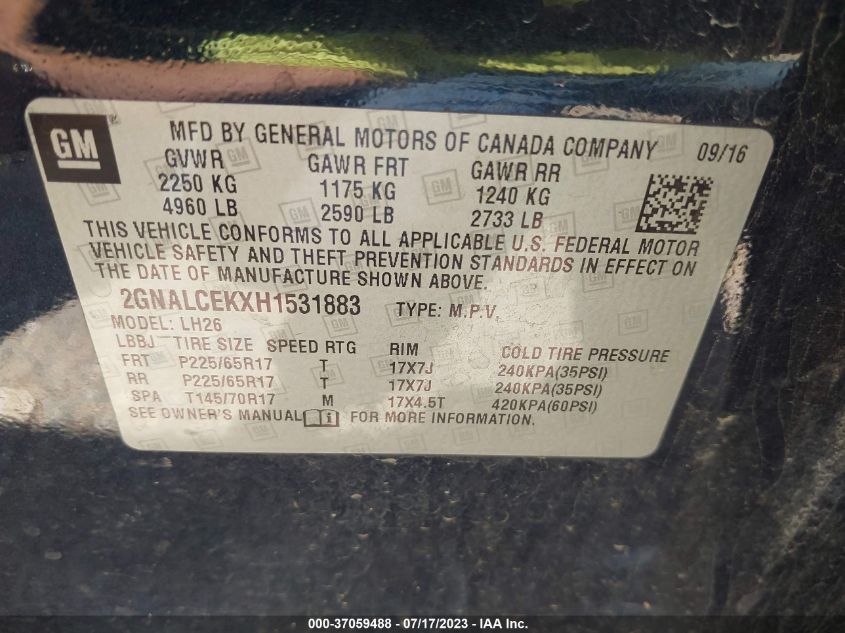 GM
MFD BY GENERAL MOTORS OF CANADA COMPANY 09/16
GVWR GAWR FRT GAWR RR
2250 KG 1175 KG 1240 KG
4960 LB 2590 LB 2733 LB
THIS VEHICLE CONFORMS TO ALL APPLICABLE U.S. FEDERAL MOTOR
VEHICLE SAFETY AND THEFT PREVENTION STANDARDS IN EFFECT ON
THE DATE OF MANUFACTURE SHOWN ABOVE.
2GNALCEKXH1531883 TYPE: M.P.V.
MODEL: LH26
LBBJ TIRE SIZE SPEED RTG RIM COLD TIRE PRESSURE
FRT P225/65R17 T 17X7J 240KPA(35PSI)
RR P225/65R17 T 17X7J 240KPA(35PSI)
SPA T145/70R17 M 17X4.5T 420KPA(60PSI)
SEE OWNER'S MANUAL i FOR MORE INFORMATION.
000-37059488 - 07/17/2023 - IAA Inc.